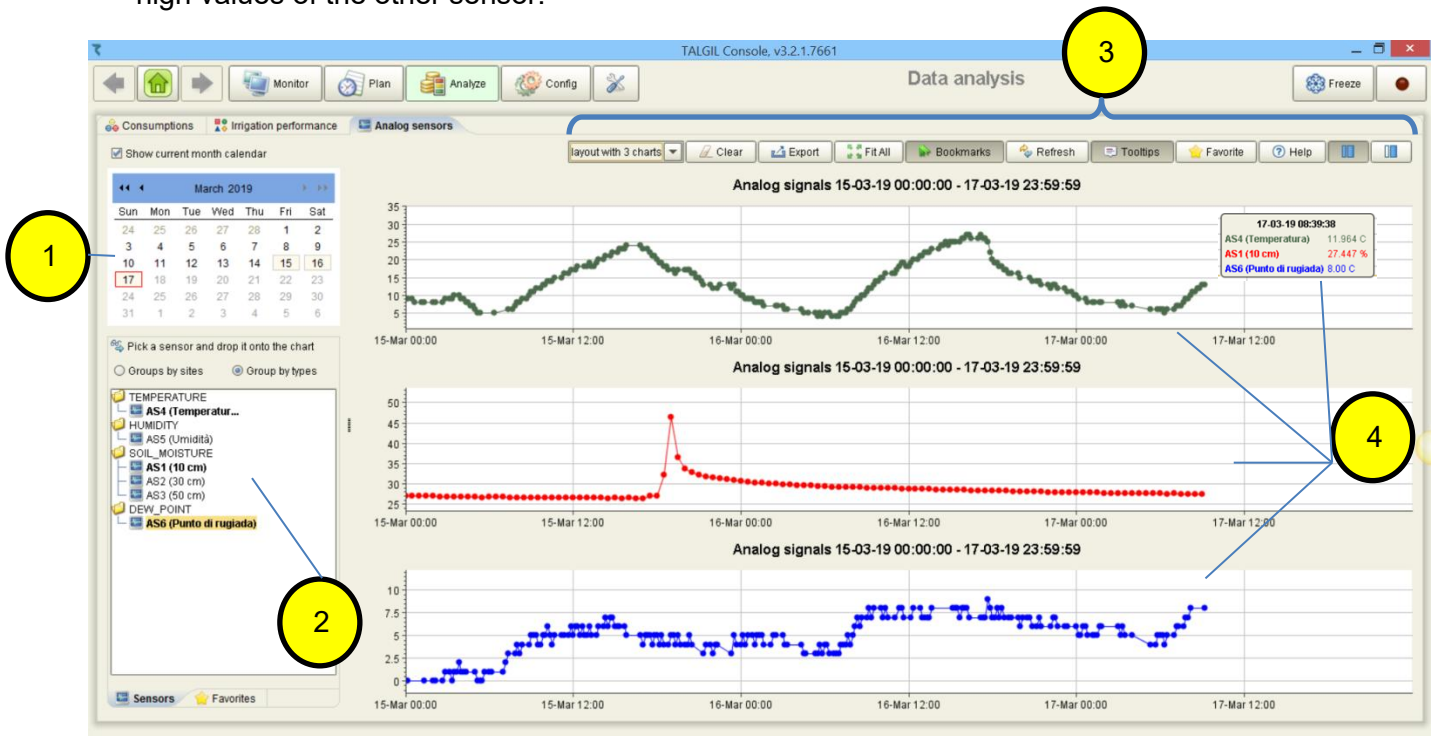 high values of the other sensor.
TALGIL Console, v3.2.1.7661
3
Monitor Plan Analyze Config Data analysis Freeze
Consumptions Irrigation performance Analog sensors
layout with 3 charts Clear Export Fit All Bookmarks Refresh Tooltips Favorite Help
Show current month calendar
March 2019
Sun Mon Tue Wed Thu Fri Sat
24 25 26 27 28 1 2
3 4 5 6 7 8 9
10 11 12 13 14 15 16
17 18 19 20 21 22 23
24 25 26 27 28 29 30
31 1 2 3 4 5 6
1
Pick a sensor and drop it onto the chart
Groups by sites Group by types
TEMPERATURE
AS4 (Temperatur...
HUMIDITY
AS5 (Umidità)
SOIL_MOISTURE
AS1 (10 cm)
AS2 (30 cm)
AS3 (50 cm)
DEW_POINT
AS6 (Punto di rugiada)
2
Sensors Favorites
Analog signals 15-03-19 00:00:00 - 17-03-19 23:59:59
35
30
25
20
15
10
5
15-Mar 00:00 15-Mar 12:00 16-Mar 00:00 16-Mar 12:00 17-Mar 00:00 17-Mar 12:00
17-03-19 08:39:38
AS4 (Temperatura) 11.964 C
AS1 (10 cm) 27.447 %
AS6 (Punto di rugiada) 8.00 C
Analog signals 15-03-19 00:00:00 - 17-03-19 23:59:59
50
45
40
35
30
25
15-Mar 00:00 15-Mar 12:00 16-Mar 00:00 16-Mar 12:00 17-Mar 00:00 17-Mar 12:00
4
Analog signals 15-03-19 00:00:00 - 17-03-19 23:59:59
10
7.5
5
2.5
0
15-Mar 00:00 15-Mar 12:00 16-Mar 00:00 16-Mar 12:00 17-Mar 00:00 17-Mar 12:00